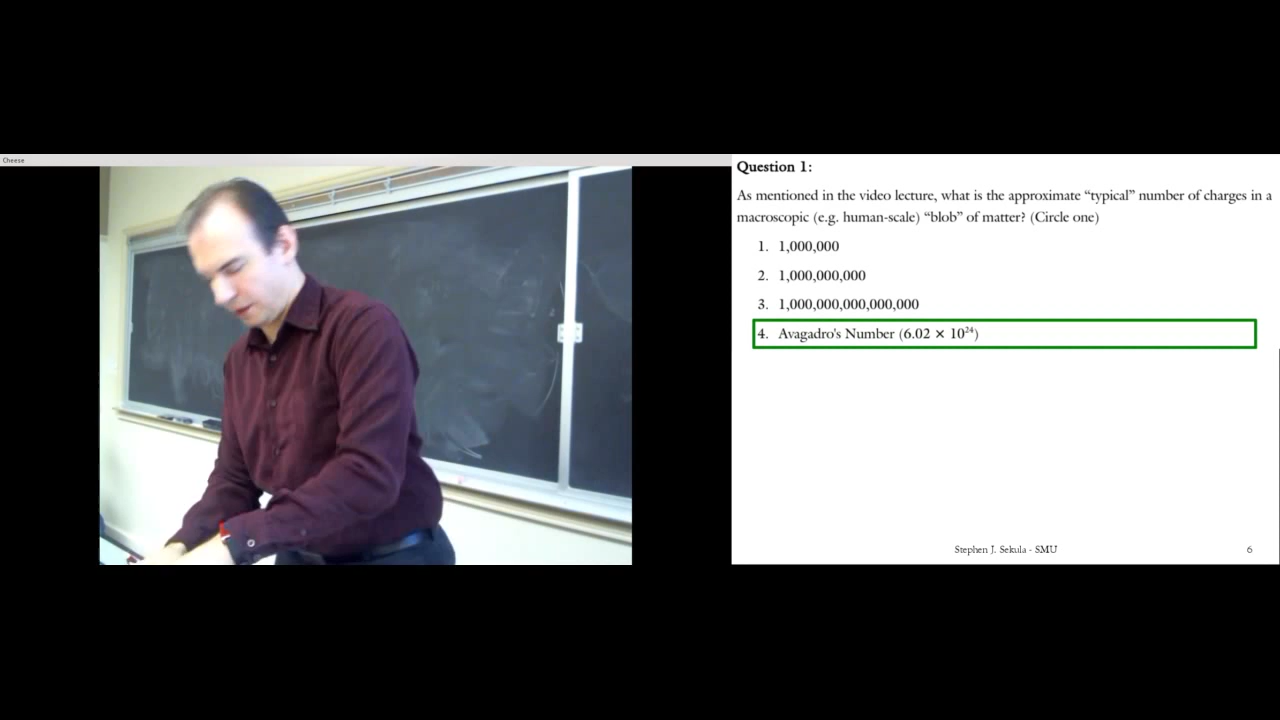 Cheese
Question 1:
As mentioned in the video lecture, what is the approximate “typical” number of charges in a
macroscopic (e.g. human-scale) “blob” of matter? (Circle one)
1. 1,000,000
2. 1,000,000,000
3. 1,000,000,000,000,000
4. Avagadro's Number (6.02 × 10²⁴)
Stephen J. Sekula - SMU
6